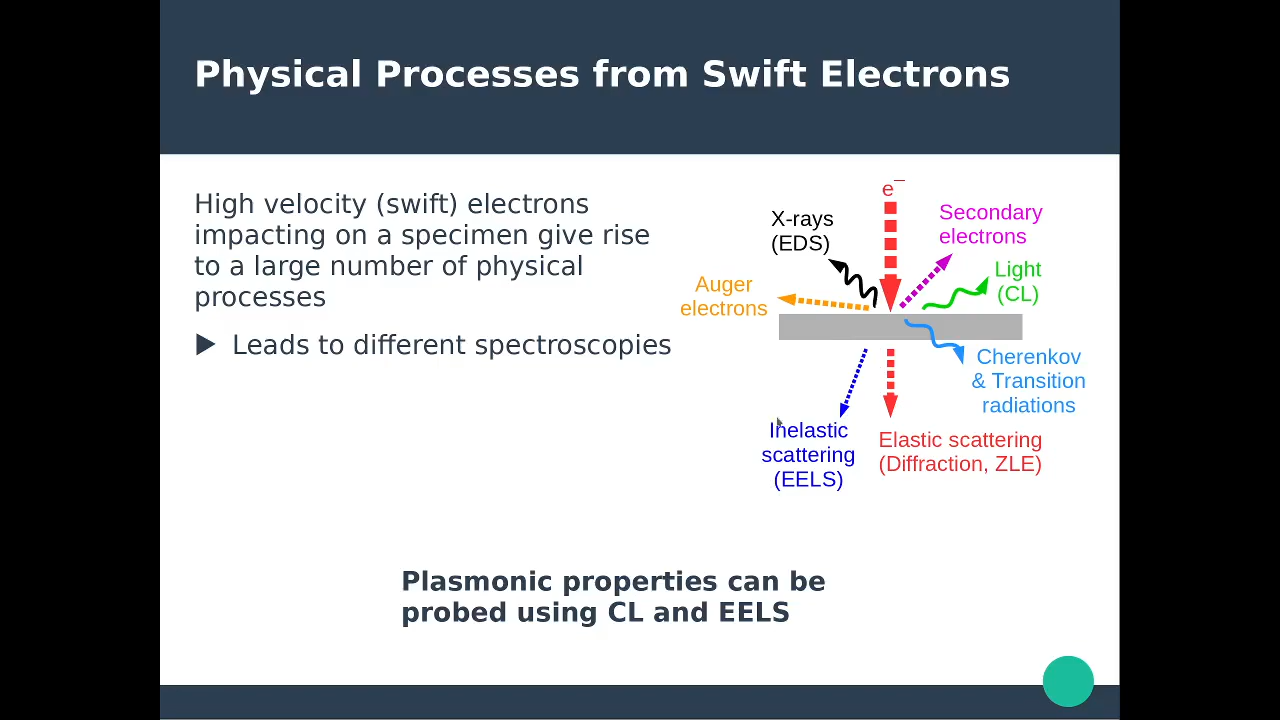 Physical Processes from Swift Electrons
High velocity (swift) electrons
impacting on a specimen give rise
to a large number of physical
processes
▶ Leads to different spectroscopies
e⁻
X-rays
(EDS)
Secondary
electrons
Light
(CL)
Auger
electrons
Cherenkov
& Transition
radiations
Inelastic
scattering
(EELS)
Elastic scattering
(Diffraction, ZLE)
Plasmonic properties can be
probed using CL and EELS